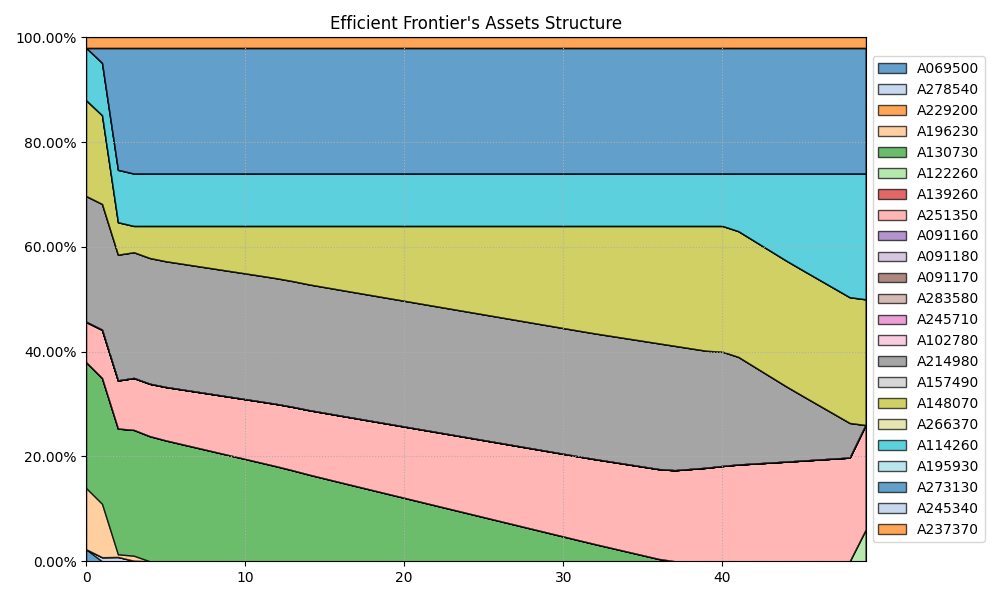 Efficient Frontier's Assets Structure
100.00%
80.00%
60.00%
40.00%
20.00%
0.00%
0
10
20
30
40
A069500
A278540
A229200
A196230
A130730
A122260
A139260
A251350
A091160
A091180
A091170
A283580
A245710
A102780
A214980
A157490
A148070
A266370
A114260
A195930
A273130
A245340
A237370